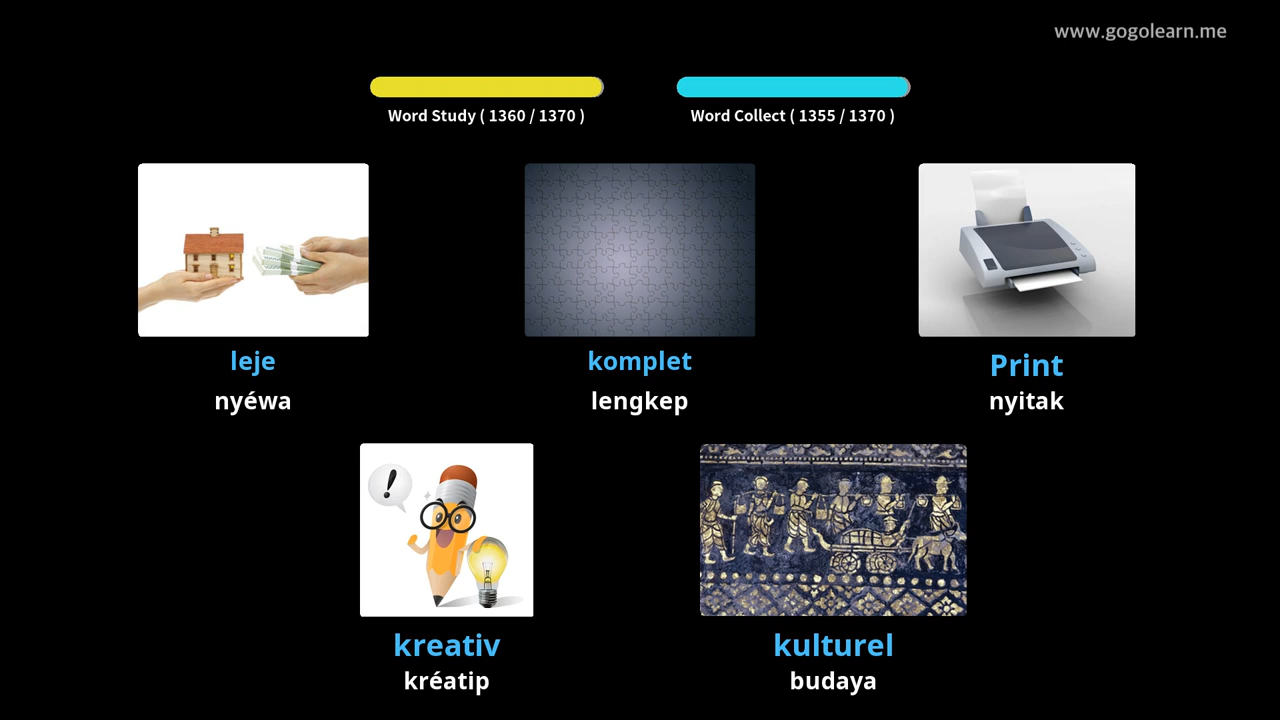 www.gogolearn.me
Word Study ( 1360 / 1370 )
Word Collect ( 1355 / 1370 )
leje
komplet
Print
nyéwa
lengkep
nyitak
!
kreativ
kulturel
kréatip
budaya